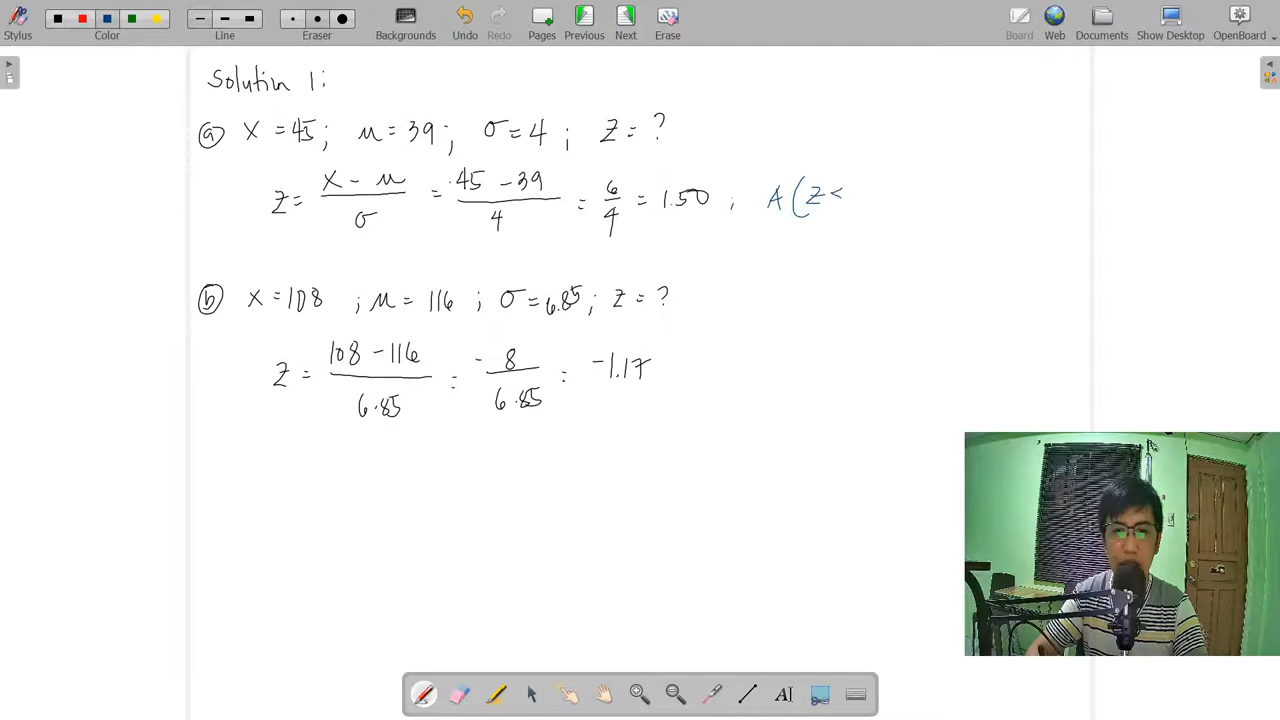 Stylus Color Line Eraser Backgrounds Undo Redo Pages Previous Next Erase Board Web Documents Show Desktop OpenBoard
Solution 1:
ⓐ X = 45; μ = 39; σ = 4; Z = ?
Z = (X - μ)/σ = (45 - 39)/4 = 6/4 = 1.50; A(Z<
ⓑ X = 108; μ = 116; σ = 6.85; Z = ?
Z = (108 - 116)/6.85 = -8/6.85 = -1.17